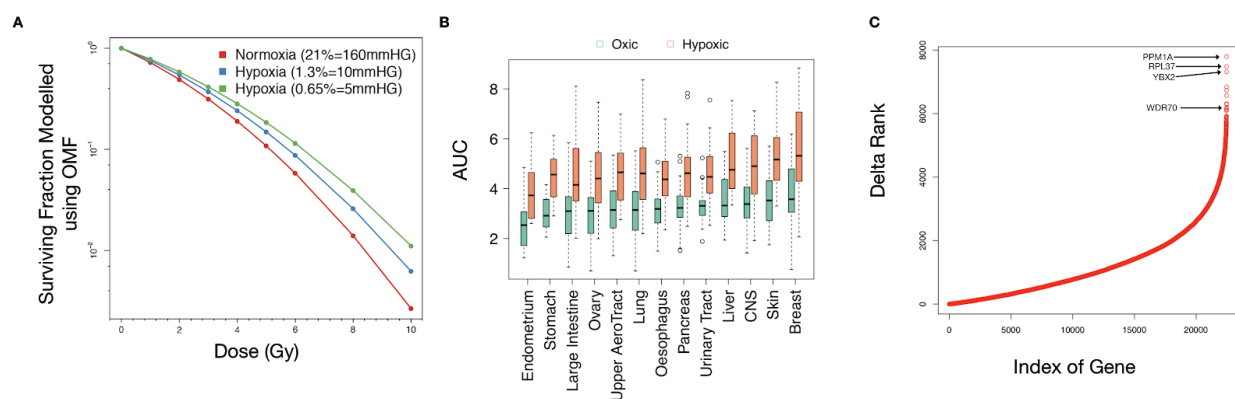 A
Surviving Fraction Modelled
using OMF
10⁰
10⁻¹
10⁻²
Normoxia (21%=160mmHG)
Hypoxia (1.3%=10mmHG)
Hypoxia (0.65%=5mmHG)
0 2 4 6 8 10
Dose (Gy)
B
Oxic Hypoxic
AUC
8
6
4
2
Endometrium
Stomach
Large Intestine
Ovary
Upper AeroTract
Lung
Oesophagus
Pancreas
Urinary Tract
Liver
CNS
Skin
Breast
C
Delta Rank
8000
6000
4000
2000
0
PPM1A
RPL37
YBX2
WDR70
0 5000 10000 15000 20000
Index of Gene